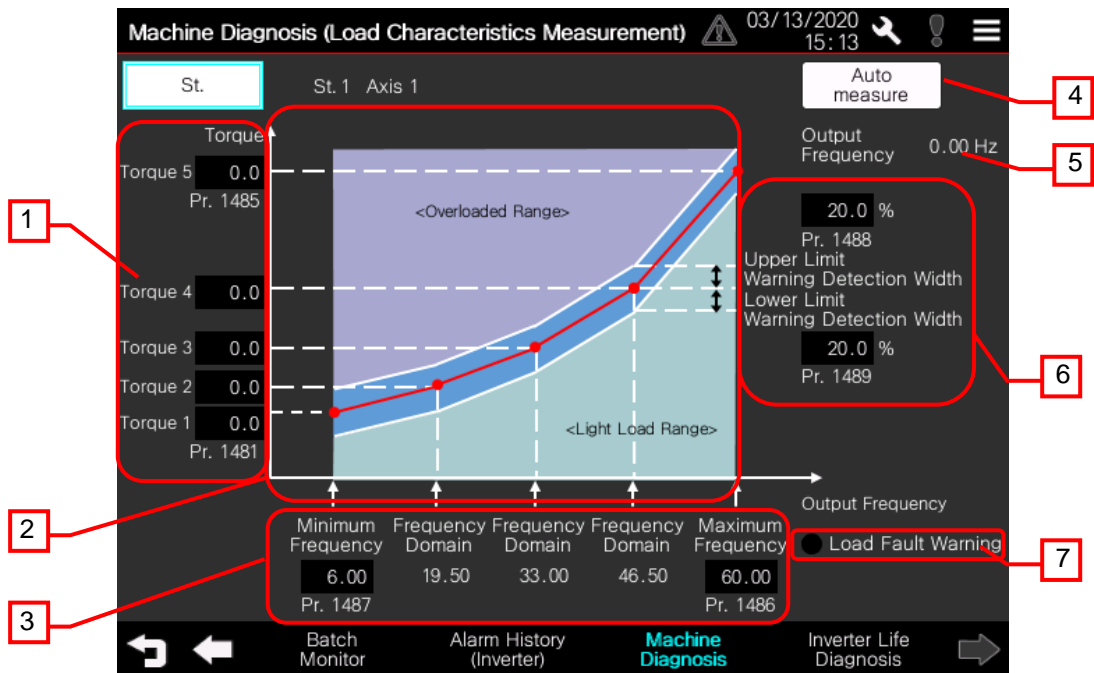 Machine Diagnosis (Load Characteristics Measurement)
03/13/2020
15:13
St.
St. 1 Axis 1
Auto
measure
4
Torque
Output
Frequency
0.00 Hz
5
Torque 5 0.0
Pr. 1485
1
<Overloaded Range>
20.0 %
Pr. 1488
Upper Limit
Warning Detection Width
Lower Limit
Warning Detection Width
20.0 %
Pr. 1489
6
Torque 4 0.0
Torque 3 0.0
Torque 2 0.0
Torque 1 0.0
Pr. 1481
<Light Load Range>
2
Output Frequency
Minimum
Frequency
6.00
Pr. 1487
Frequency
Domain
19.50
Frequency
Domain
33.00
Frequency
Domain
46.50
Maximum
Frequency
60.00
Pr. 1486
Load Fault Warning
7
3
Batch
Monitor
Alarm History
(Inverter)
Machine
Diagnosis
Inverter Life
Diagnosis